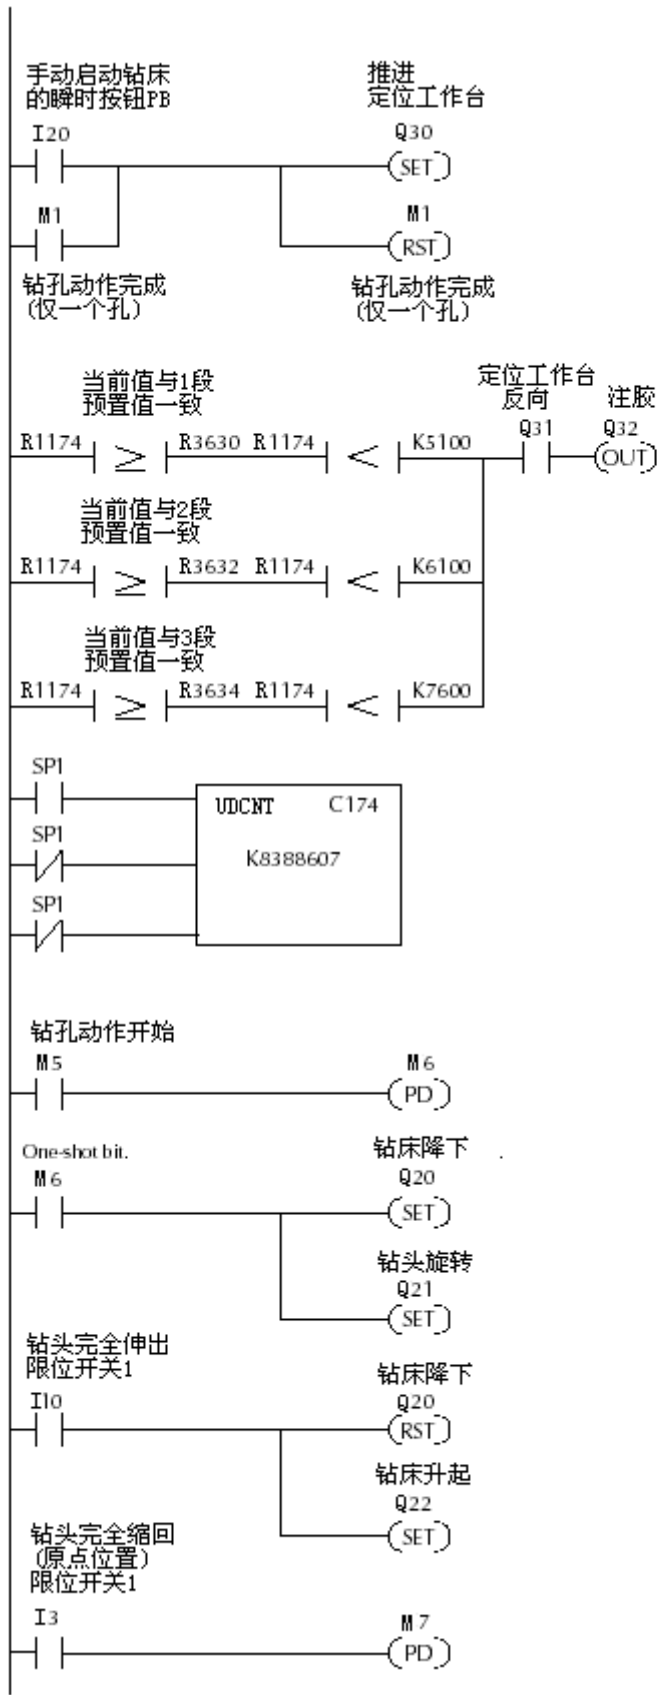 手动启动钻床
的瞬时按钮PB
推进
定位工作台
I20
Q30
SET
M1
M1
RST
钻孔动作完成
(仅一个孔)
钻孔动作完成
(仅一个孔)
当前值与1段
预置值一致
定位工作台
反向
注胶
R1174 ≥ R3630 R1174 < K5100
Q31
Q32
OUT
当前值与2段
预置值一致
R1174 ≥ R3632 R1174 < K6100
当前值与3段
预置值一致
R1174 ≥ R3634 R1174 < K7600
SP1
UDCNT C174
SP1
K8388607
SP1
钻孔动作开始
M5
M6
PD
One-shot bit.
钻床降下
M6
Q20
SET
钻头旋转
Q21
SET
钻头完全伸出
限位开关1
钻床降下
I10
Q20
RST
钻床升起
Q22
SET
钻头完全缩回
(原点位置)
限位开关1
I3
M7
PD